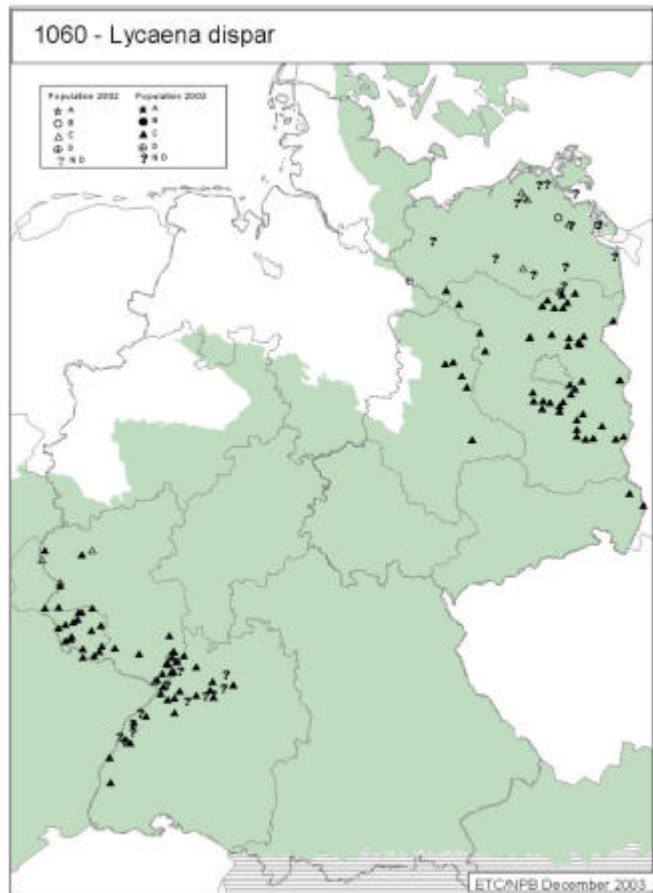 1060 - Lycaena dispar
Population 2002 Population 2003
A A
B B
C C
D D
? N D ? N D
ETC/NPB December 2003